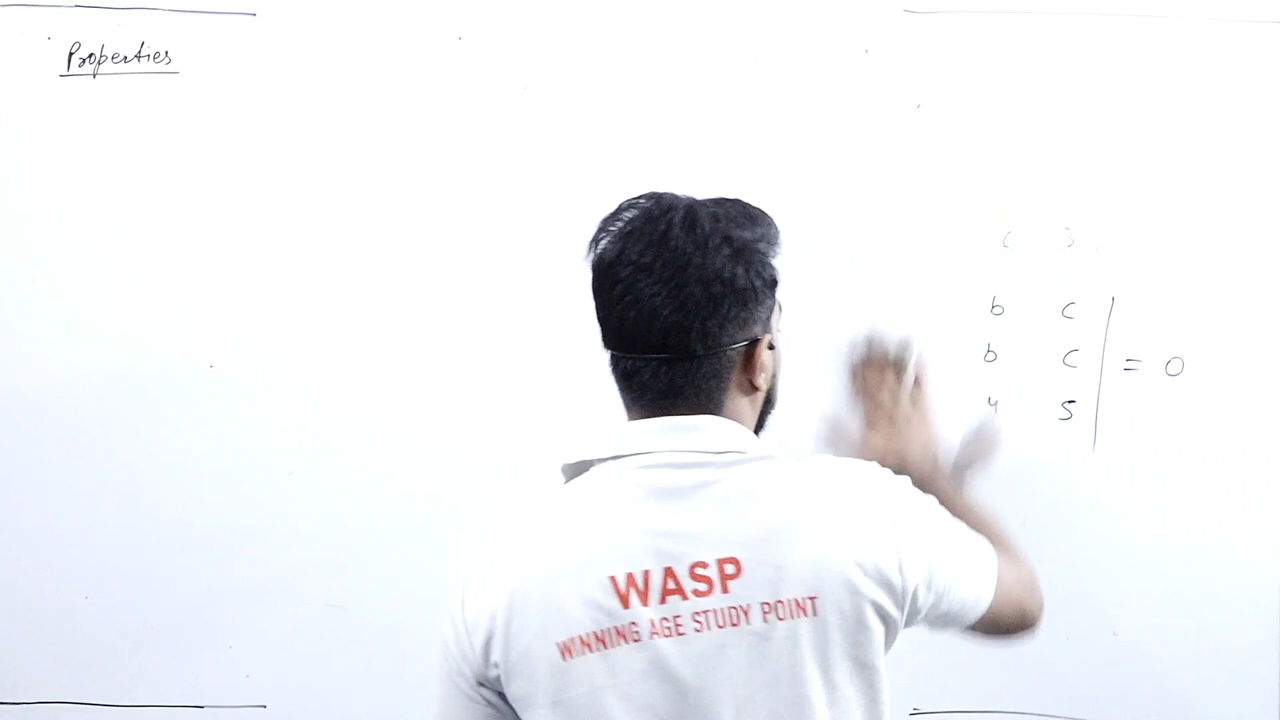 Properties
b c
b c = 0
4 5
WASP
WINNING AGE STUDY POINT